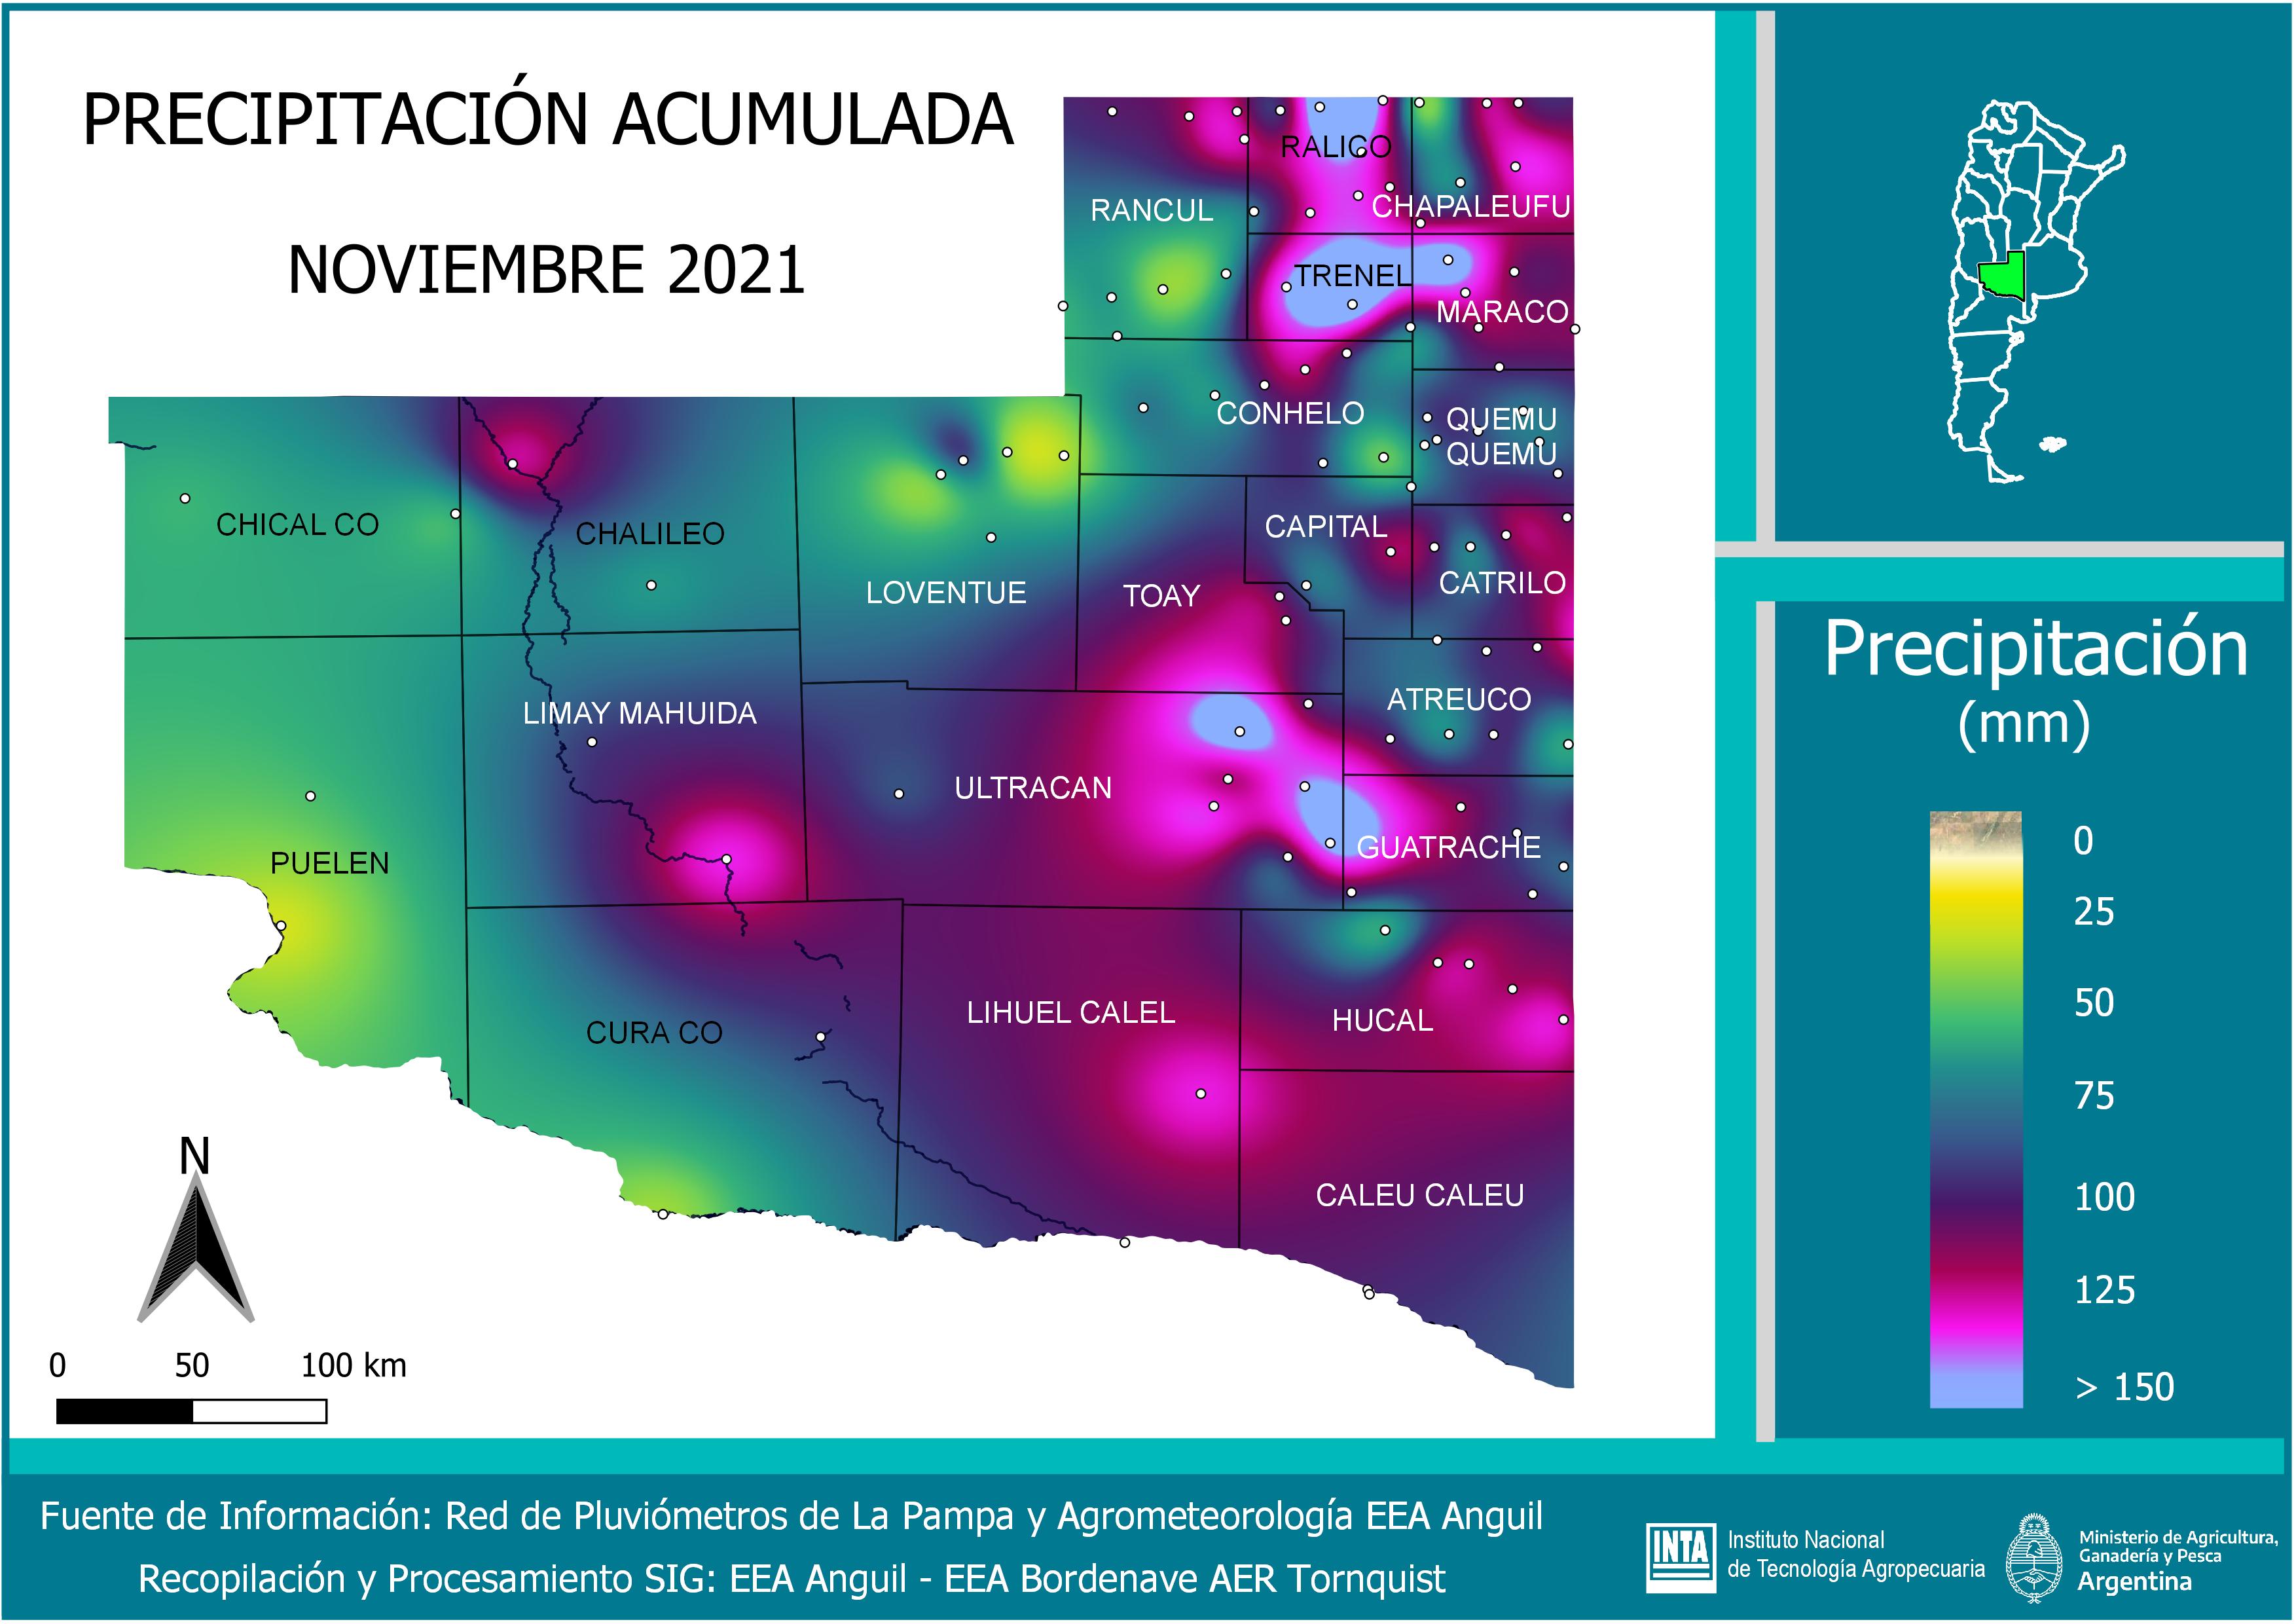 PRECIPITACIÓN ACUMULADA
NOVIEMBRE 2021
RALICO
RANCUL
CHAPALEUFU
TRENEL
MARACO
CONHELO
QUEMU
QUEMU
CHICAL CO
CHALILEO
CAPITAL
LOVENTUE
TOAY
CATRILO
LIMAY MAHUIDA
ATREUCO
ULTRACAN
PUELEN
GUATRACHE
CURA CO
LIHUEL CALEL
HUCAL
CALEU CALEU
N
0 50 100 km
Precipitación
(mm)
0
25
50
75
100
125
> 150
Fuente de Información: Red de Pluviómetros de La Pampa y Agrometeorología EEA Anguil
Recopilación y Procesamiento SIG: EEA Anguil - EEA Bordenave AER Tornquist
INTA
Instituto Nacional
de Tecnología Agropecuaria
Ministerio de Agricultura,
Ganadería y Pesca
Argentina